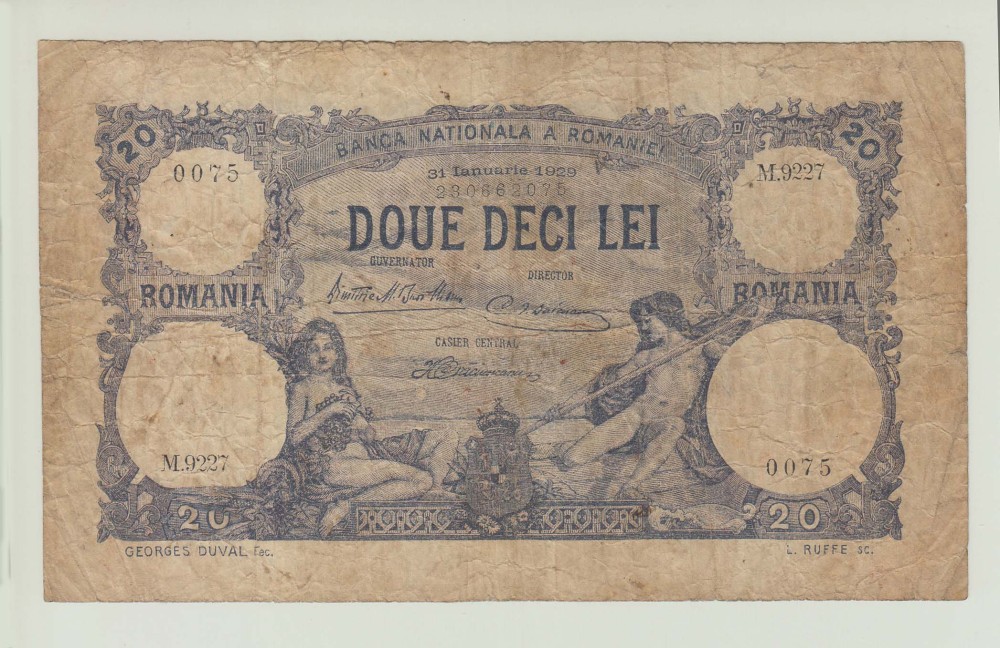 20
20
BANCA NATIONALA A ROMANIEI
0075
M.9227
31 Ianuarie 1929
230662075
DOUE DECI LEI
GUVERNATOR
DIRECTOR
ROMANIA
ROMANIA
CASIER CENTRAL
M.9227
0075
20
20
GEORGES DUVAL fec.
L. RUFFE sc.